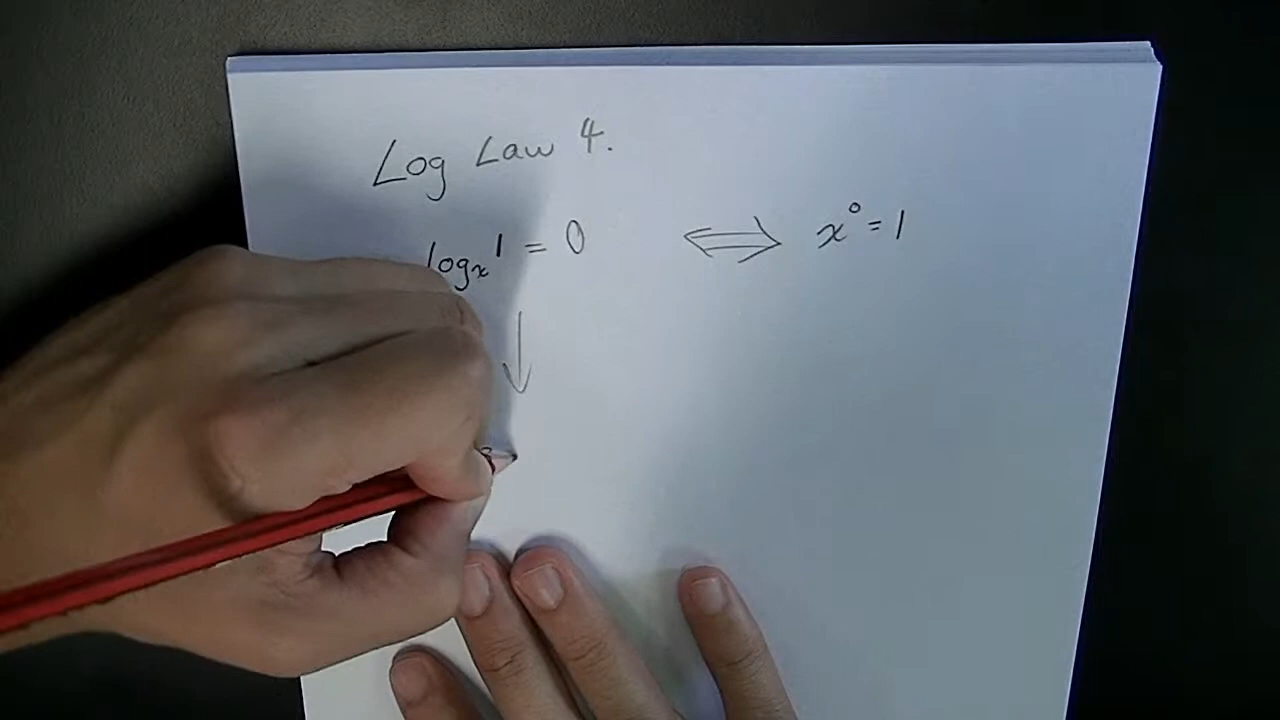 Log Law 4.
logₓ1 = 0 ⟺ x⁰ = 1
↓